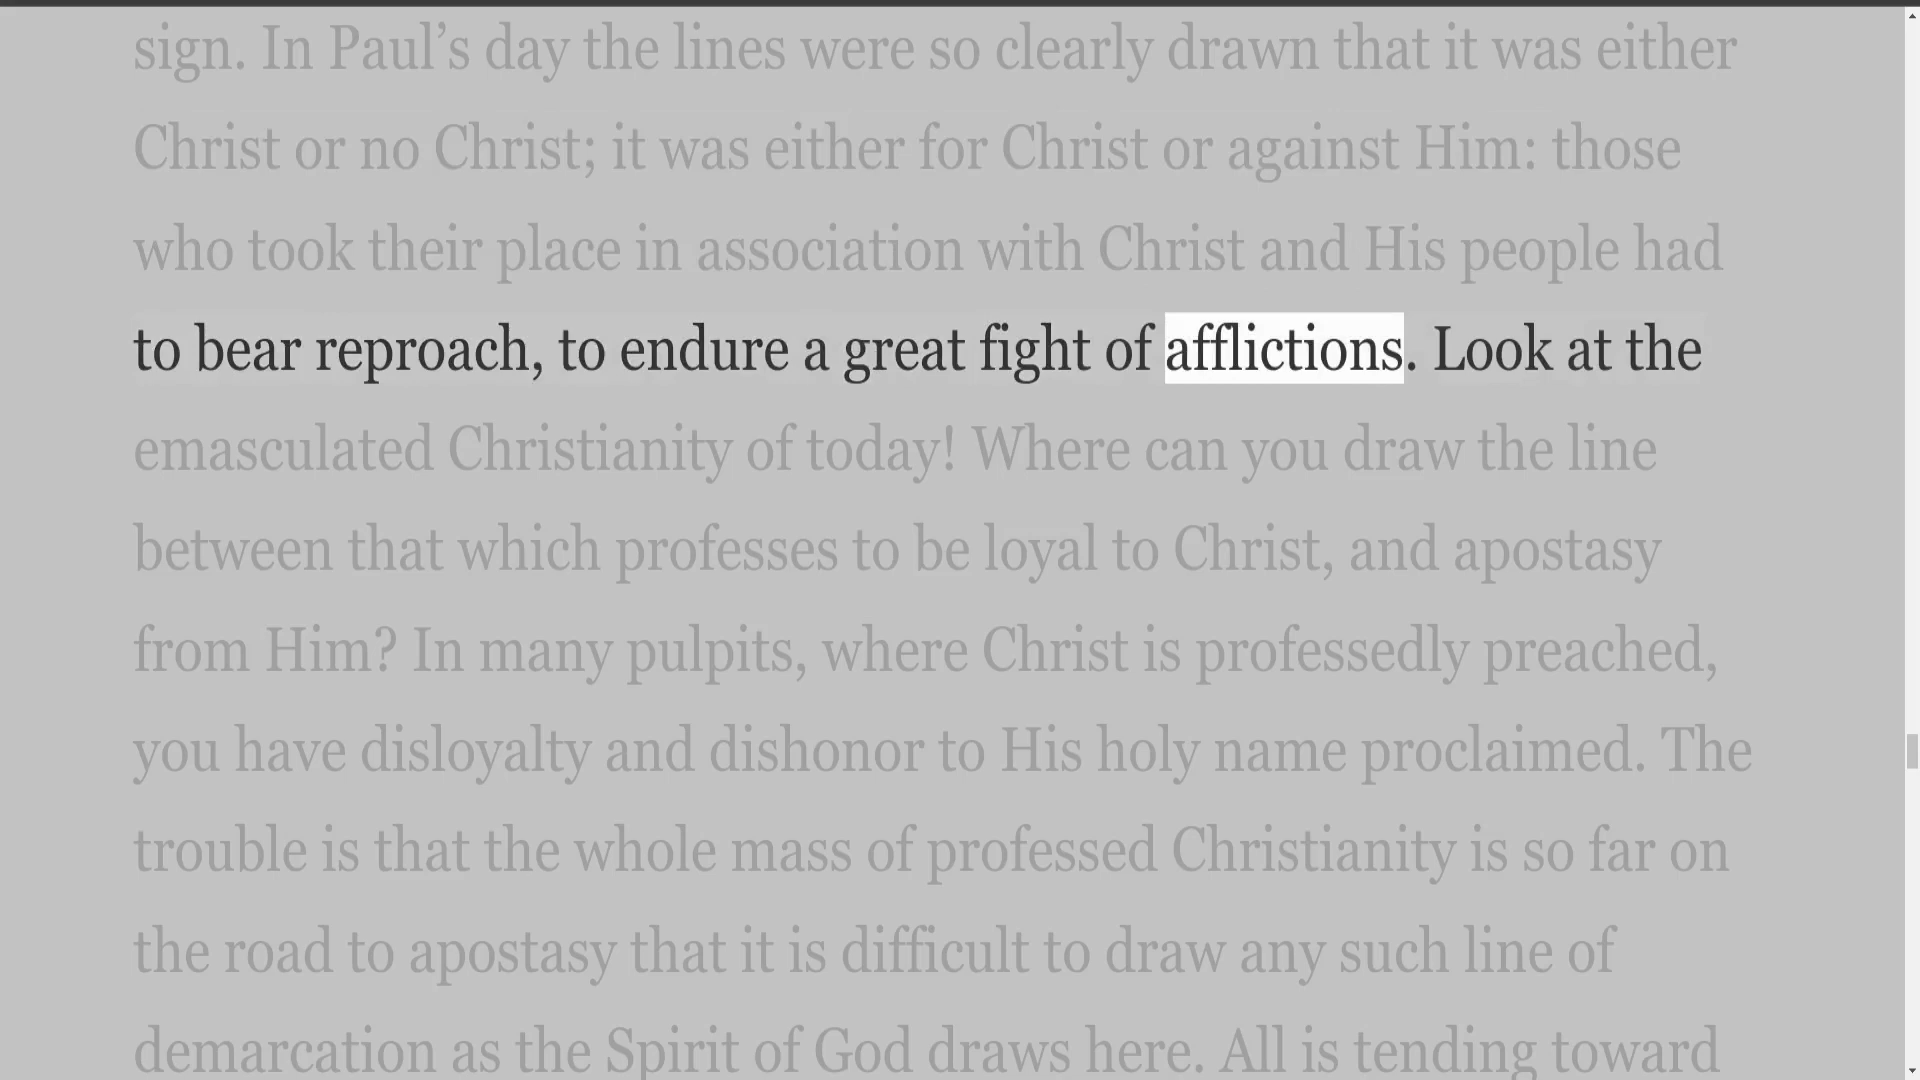 sign. In Paul’s day the lines were so clearly drawn that it was either
Christ or no Christ; it was either for Christ or against Him: those
who took their place in association with Christ and His people had
to bear reproach, to endure a great fight of afflictions. Look at the
emasculated Christianity of today! Where can you draw the line
between that which professes to be loyal to Christ, and apostasy
from Him? In many pulpits, where Christ is professedly preached,
you have disloyalty and dishonor to His holy name proclaimed. The
trouble is that the whole mass of professed Christianity is so far on
the road to apostasy that it is difficult to draw any such line of
demarcation as the Spirit of God draws here. All is tending toward